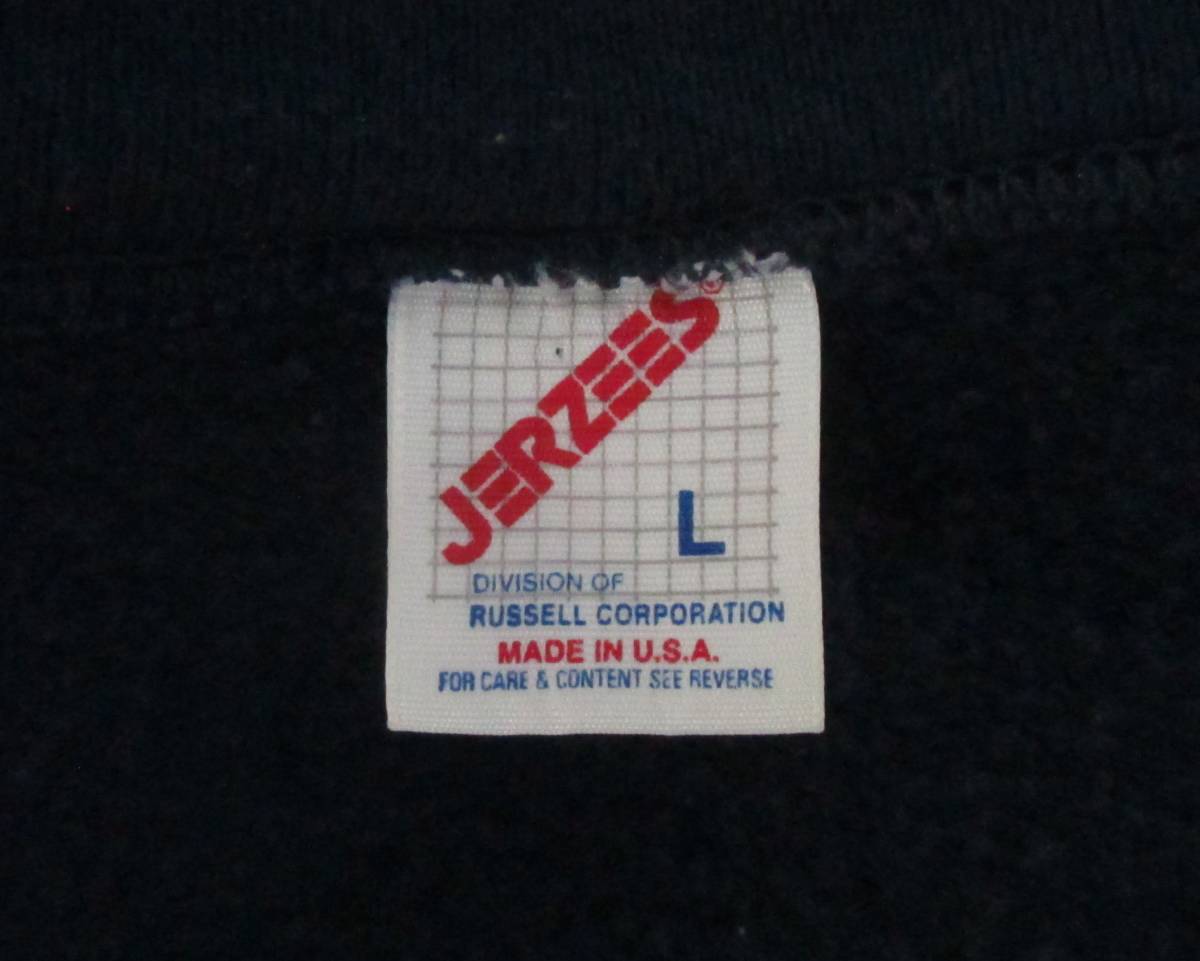 JERZEES®
L
DIVISION OF
RUSSELL CORPORATION
MADE IN U.S.A.
FOR CARE & CONTENT SEE REVERSE